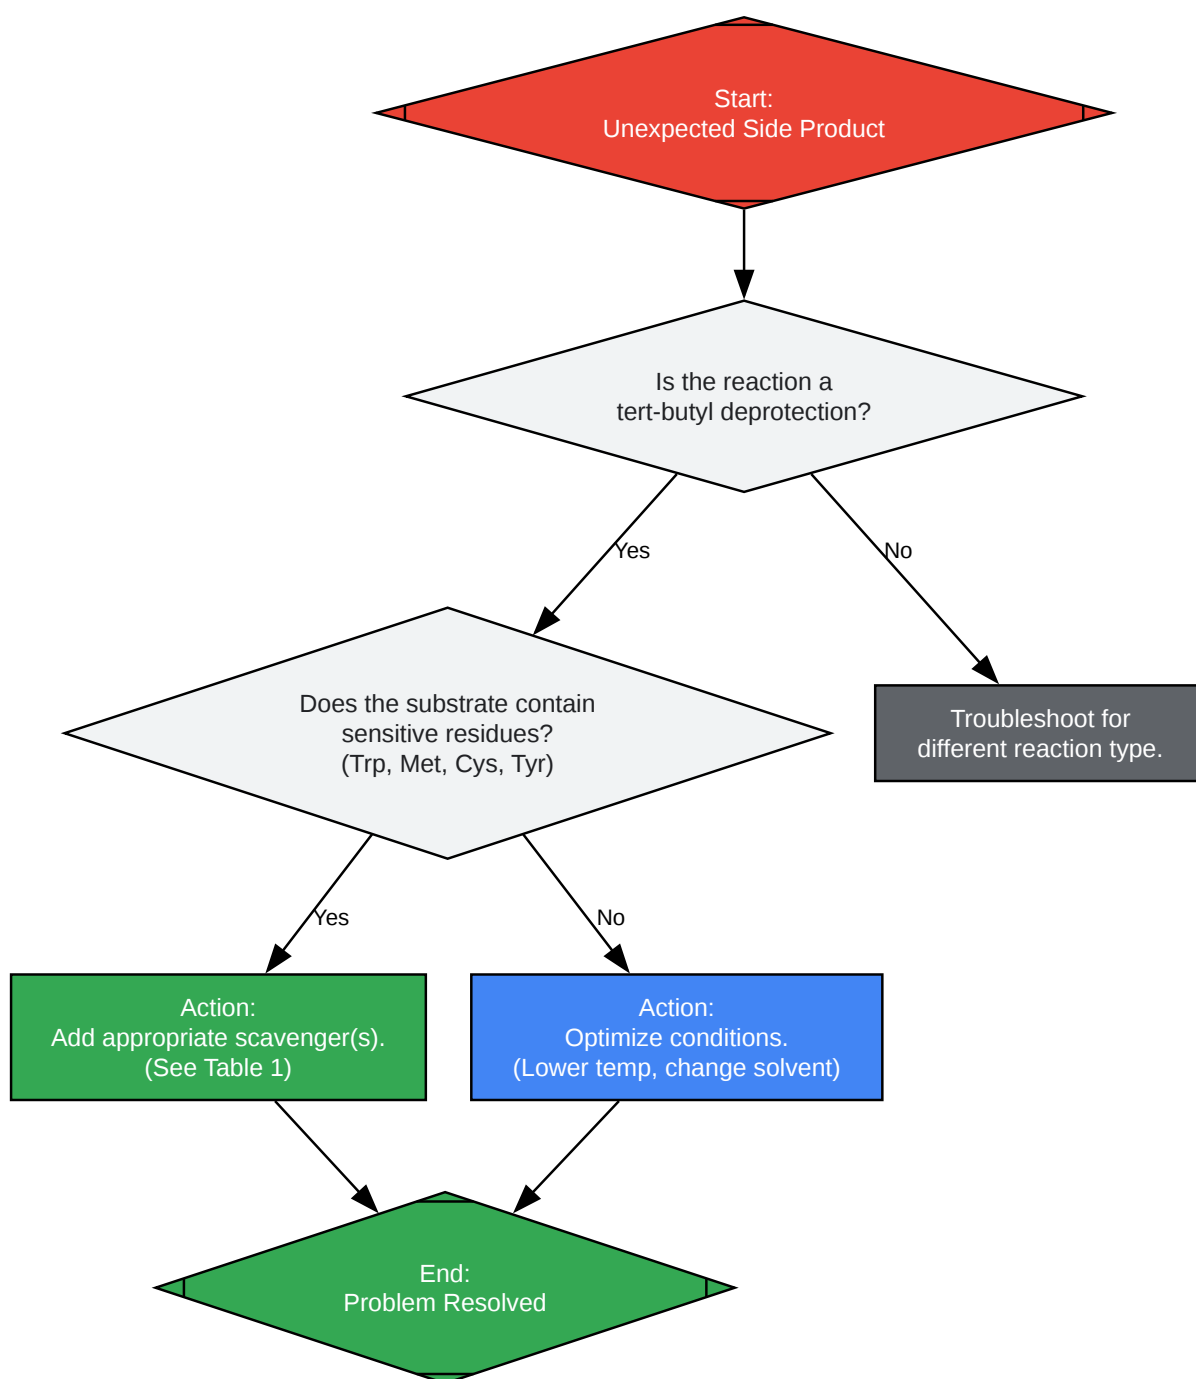 Start:
Unexpected Side Product
Is the reaction a
tert-butyl deprotection?
Yes
No
Does the substrate contain
sensitive residues?
(Trp, Met, Cys, Tyr)
Troubleshoot for
different reaction type.
Yes
No
Action:
Add appropriate scavenger(s).
(See Table 1)
Action:
Optimize conditions.
(Lower temp, change solvent)
End:
Problem Resolved